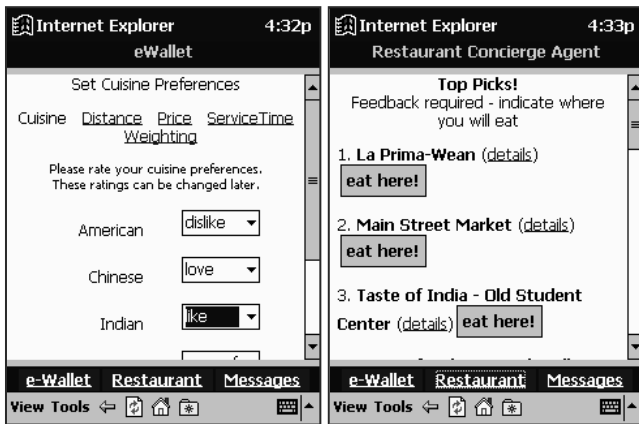 Internet Explorer 4:32p
eWallet
Set Cuisine Preferences
Cuisine Distance Price ServiceTime
Weighting
Please rate your cuisine preferences.
These ratings can be changed later.
American dislike
Chinese love
Indian like
e-Wallet Restaurant Messages
View Tools
Internet Explorer 4:33p
Restaurant Concierge Agent
Top Picks!
Feedback required - indicate where
you will eat
1. La Prima-Wean (details)
eat here!
2. Main Street Market (details)
eat here!
3. Taste of India - Old Student
Center (details) eat here!
e-Wallet Restaurant Messages
View Tools